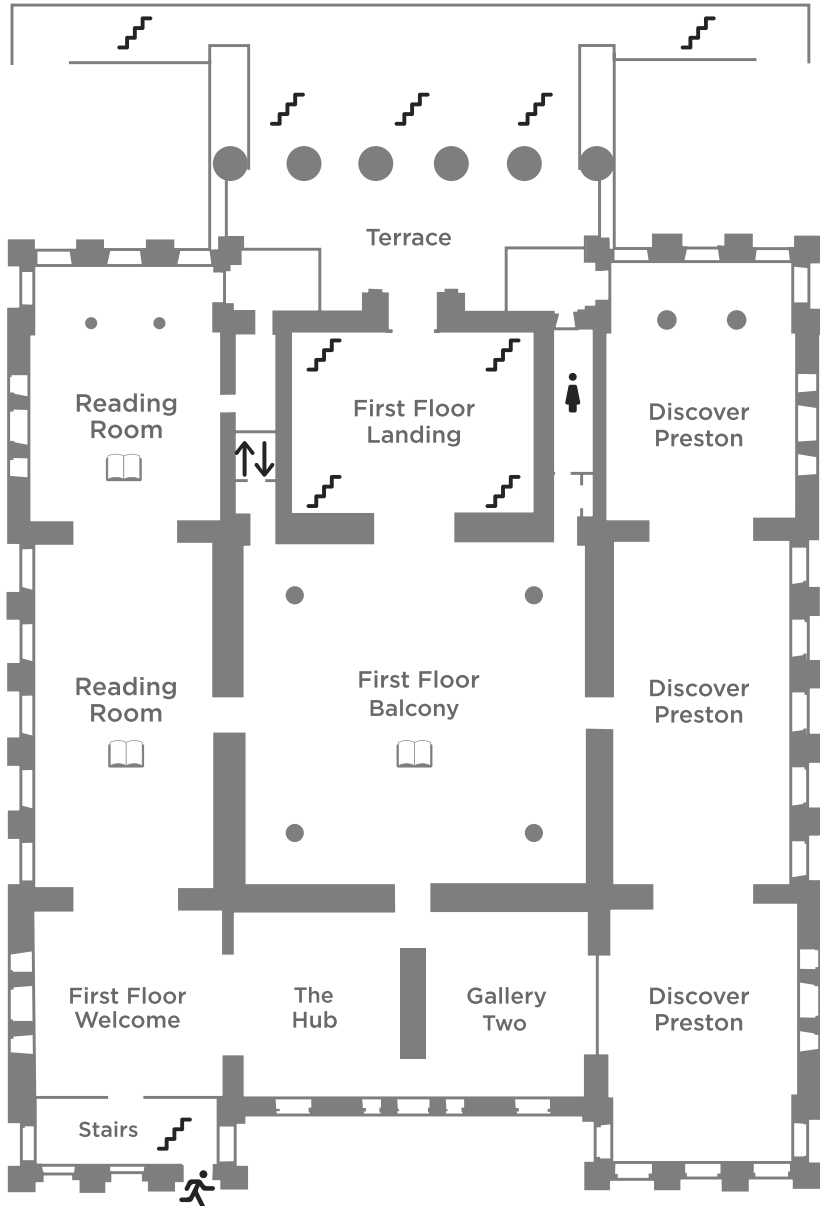 Terrace
Reading
Room
First Floor
Landing
Discover
Preston
Reading
Room
First Floor
Balcony
Discover
Preston
First Floor
Welcome
The
Hub
Gallery
Two
Discover
Preston
Stairs